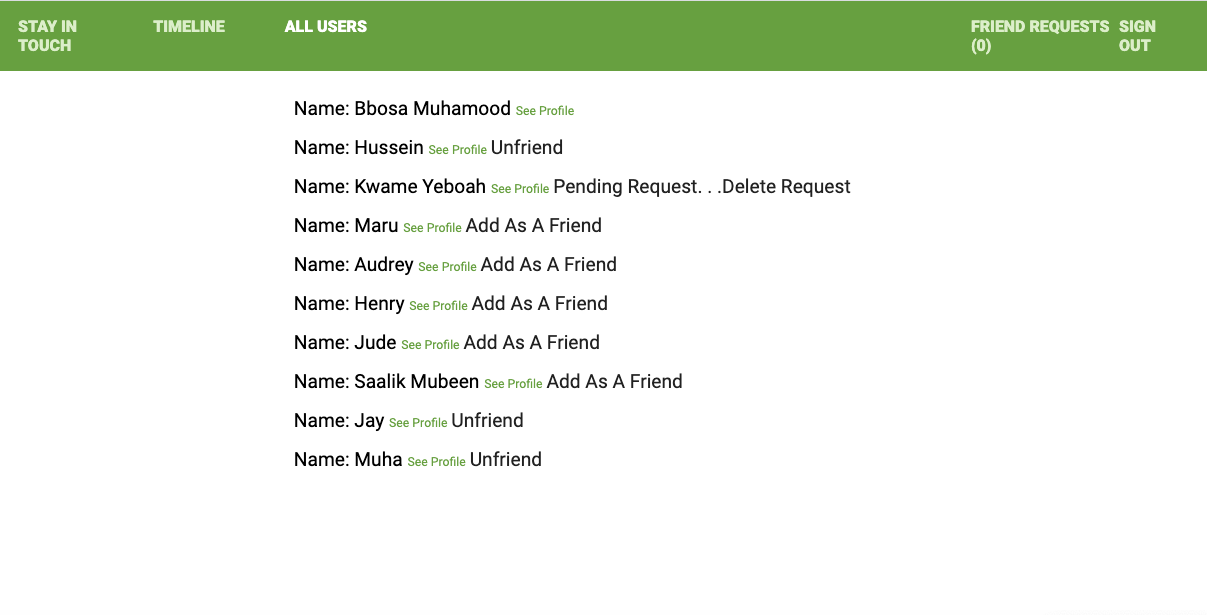 STAY IN TOUCH
TIMELINE
ALL USERS
FRIEND REQUESTS (0)
SIGN OUT
Name: Bbosa Muhamood See Profile
Name: Hussein See Profile Unfriend
Name: Kwame Yeboah See Profile Pending Request. . .Delete Request
Name: Maru See Profile Add As A Friend
Name: Audrey See Profile Add As A Friend
Name: Henry See Profile Add As A Friend
Name: Jude See Profile Add As A Friend
Name: Saalik Mubeen See Profile Add As A Friend
Name: Jay See Profile Unfriend
Name: Muha See Profile Unfriend